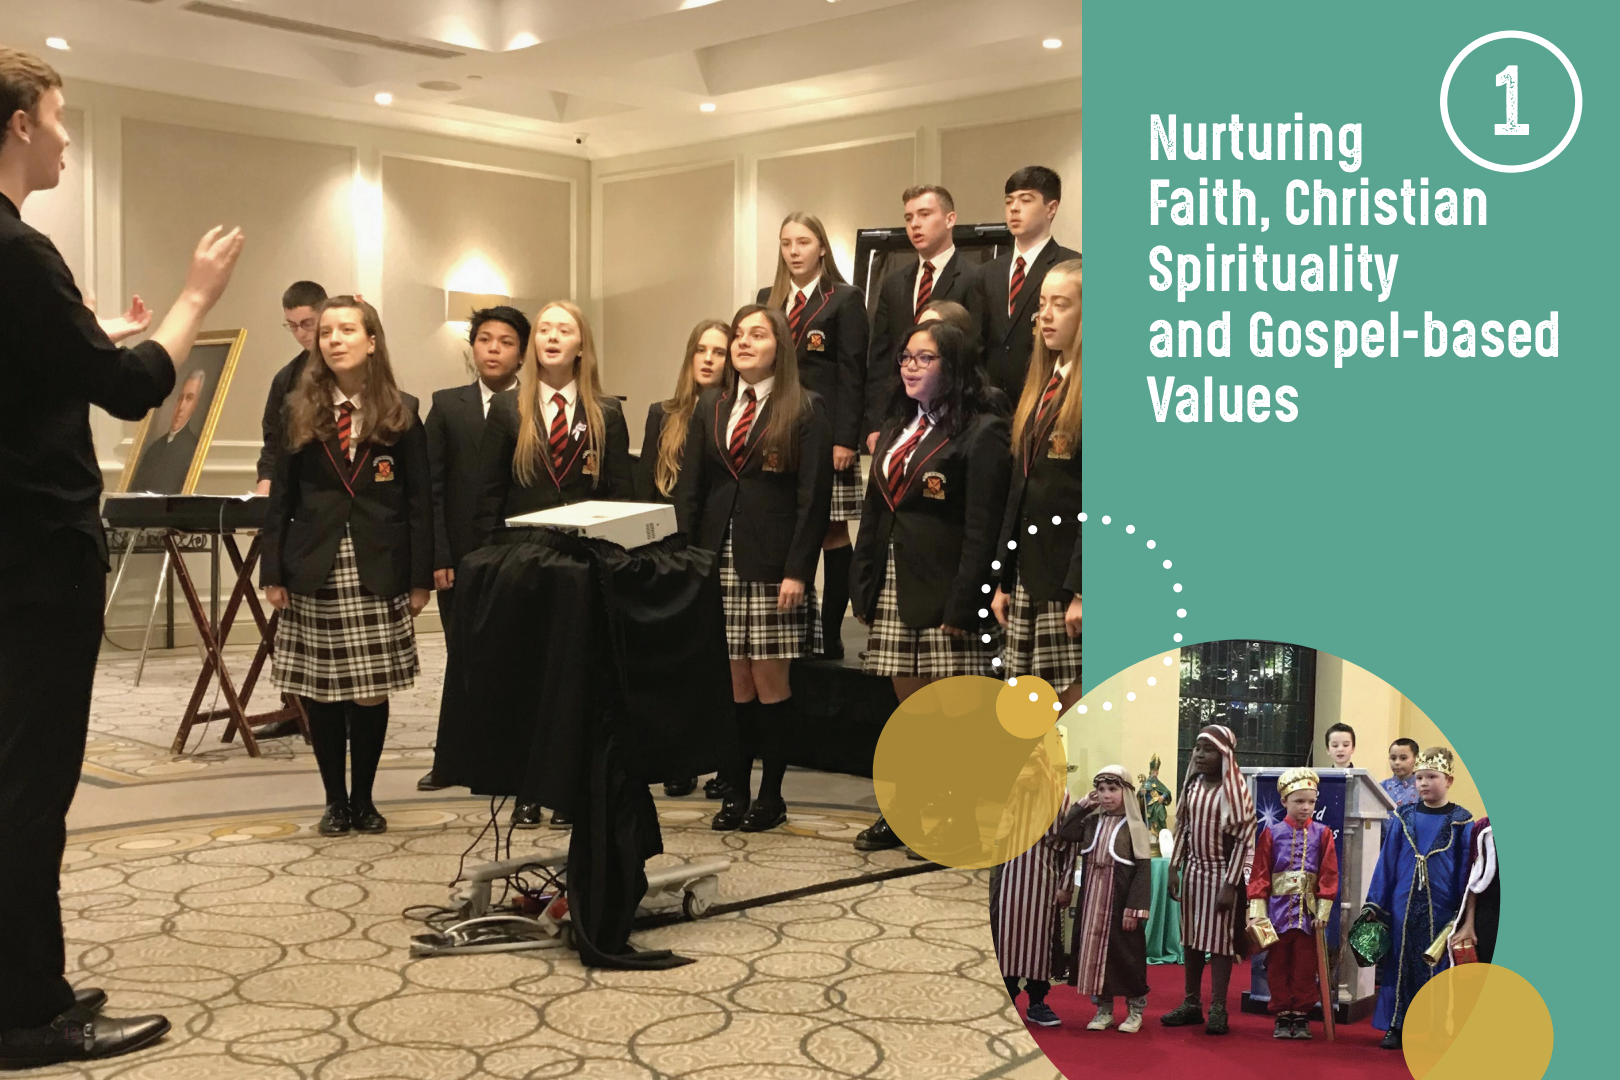 1
Nurturing
Faith, Christian
Spirituality
and Gospel-based
Values